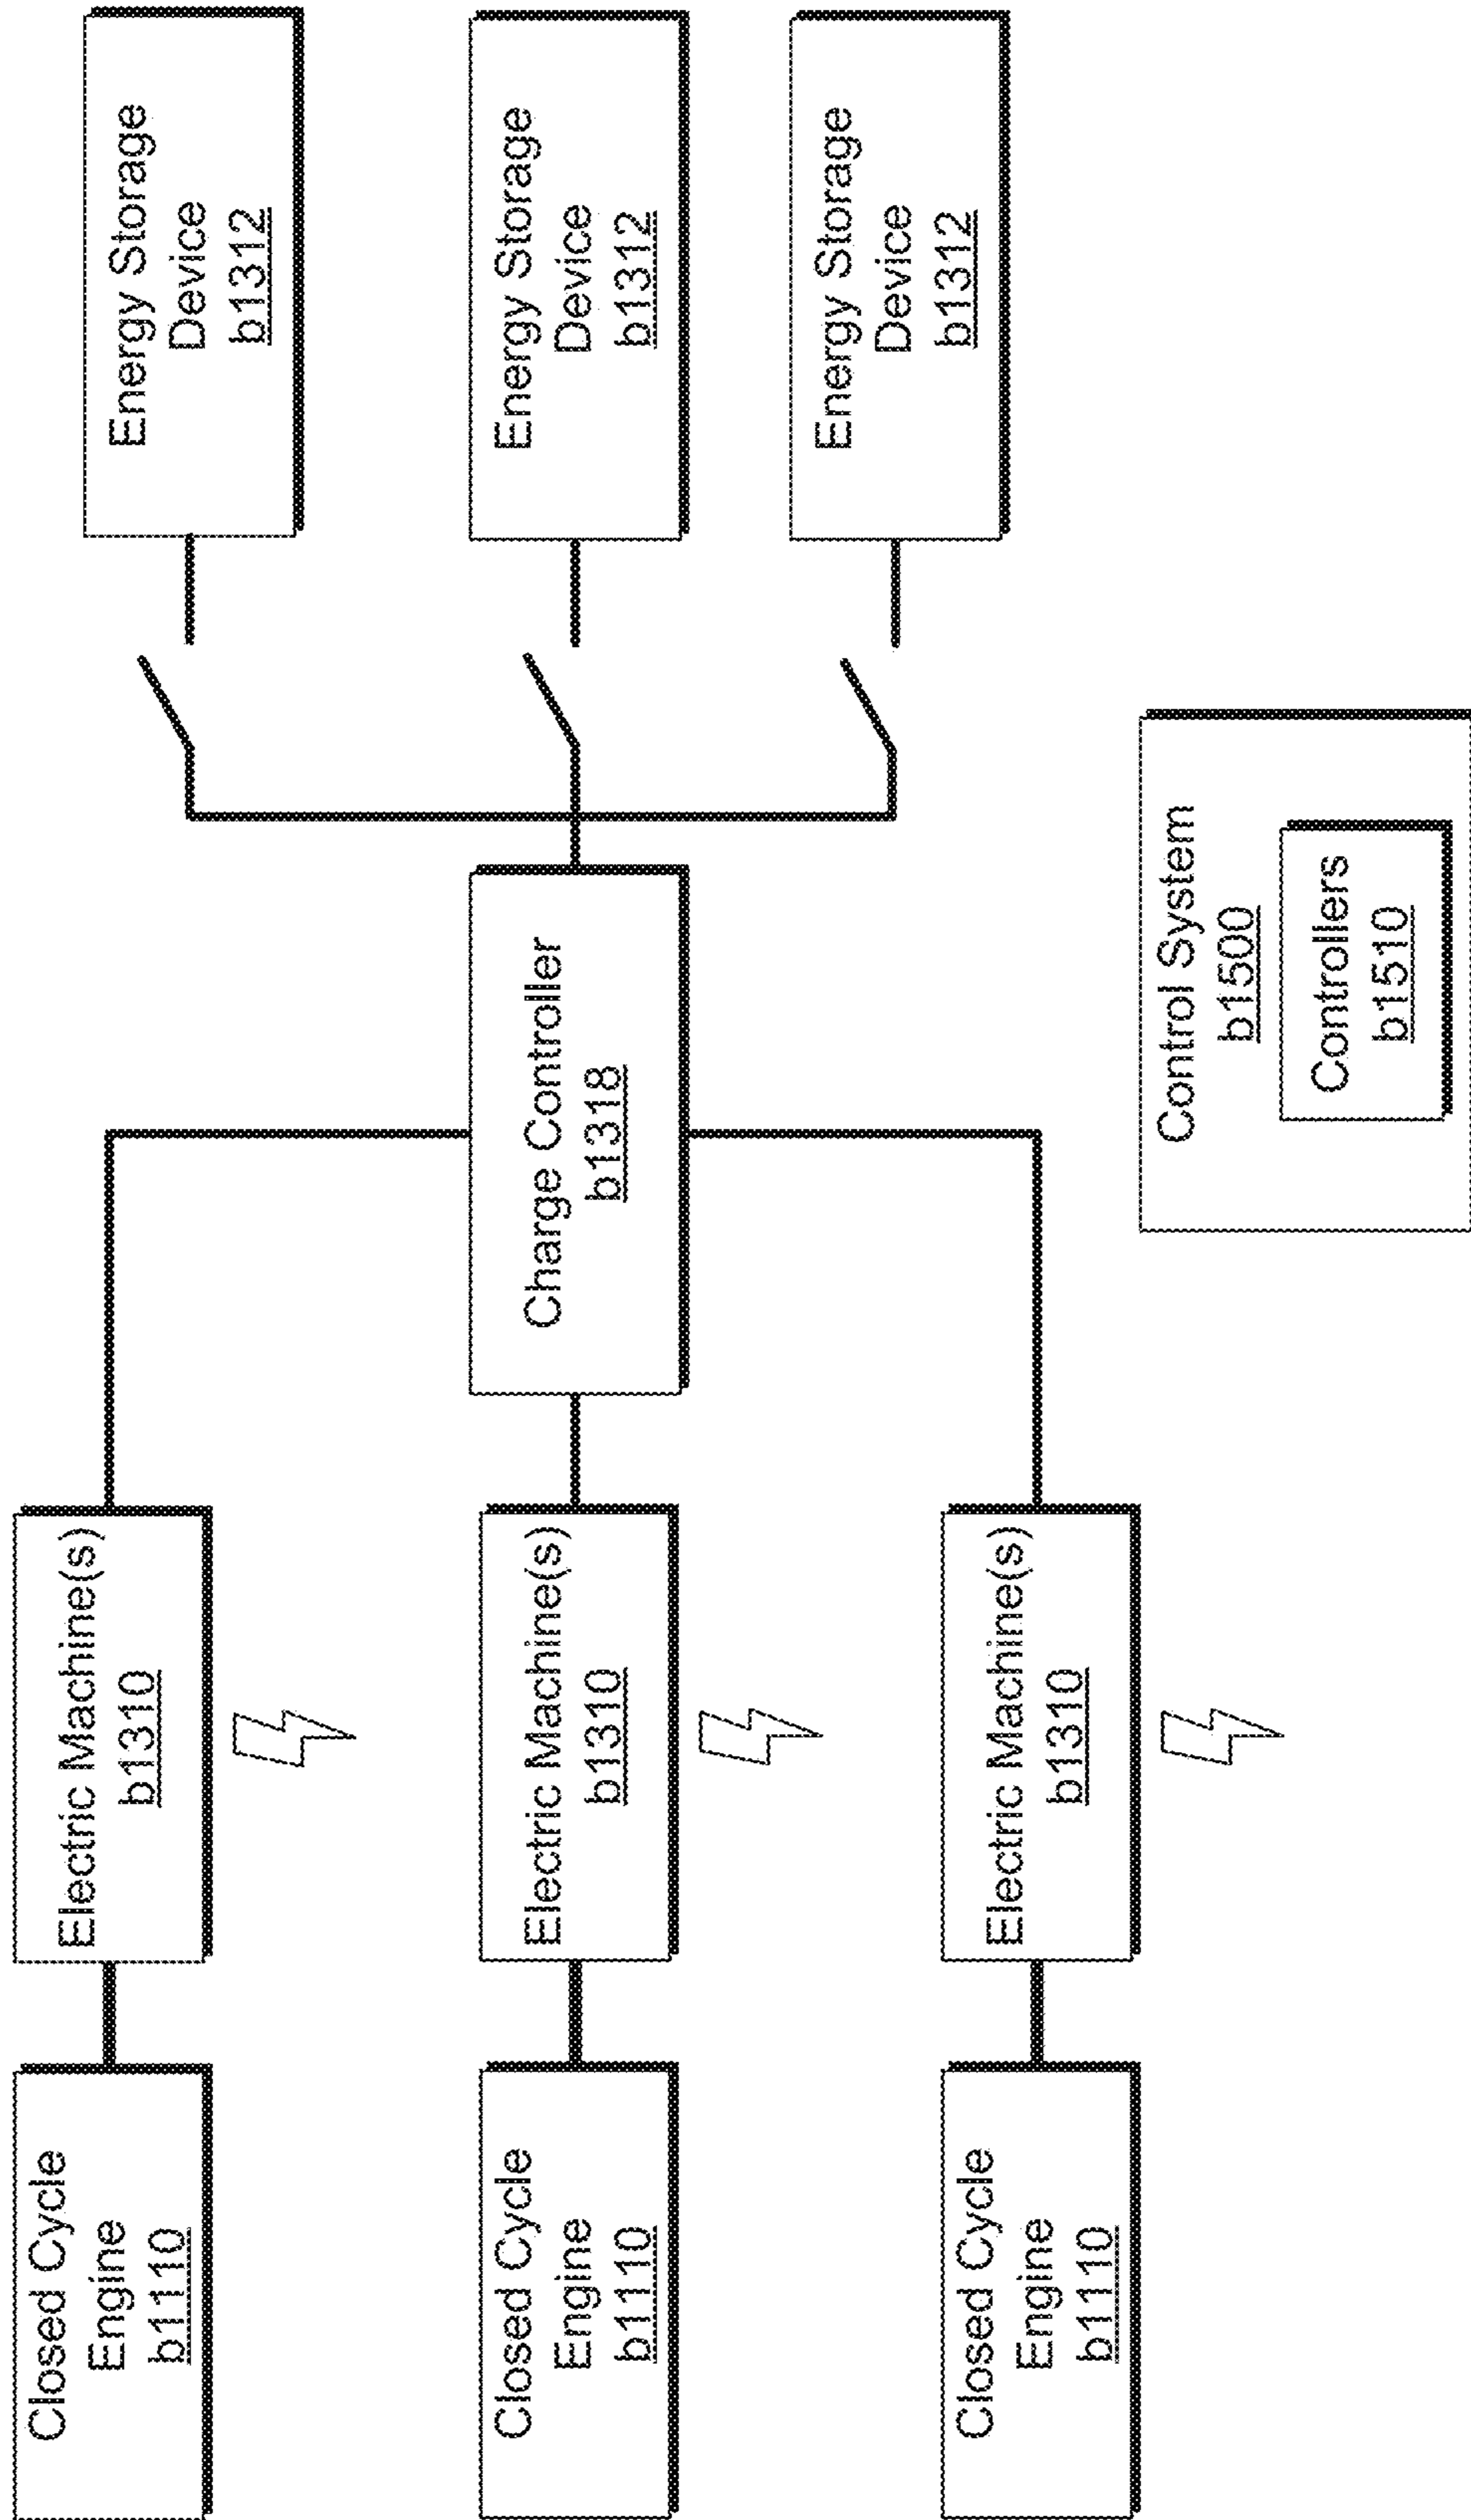 Closed Cycle
Engine
b1110
Electric Machine(s)
b1310
Energy Storage
Device
b1312
Closed Cycle
Engine
b1110
Electric Machine(s)
b1310
Charge Controller
b1318
Energy Storage
Device
b1312
Closed Cycle
Engine
b1110
Electric Machine(s)
b1310
Energy Storage
Device
b1312
Control System
b1500
Controllers
b1510